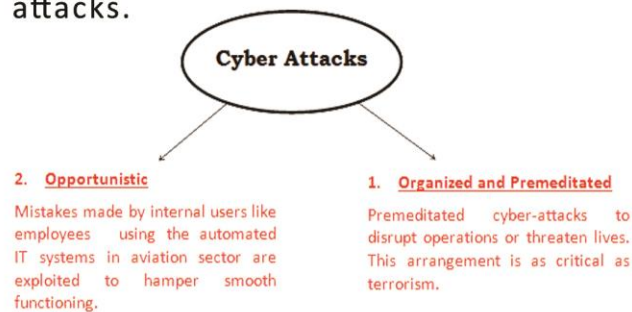 attacks.
Cyber Attacks
2. Opportunistic
Mistakes made by internal users like
employees using the automated
IT systems in aviation sector are
exploited to hamper smooth
functioning.
1. Organized and Premeditated
Premeditated cyber-attacks to
disrupt operations or threaten lives.
This arrangement is as critical as
terrorism.